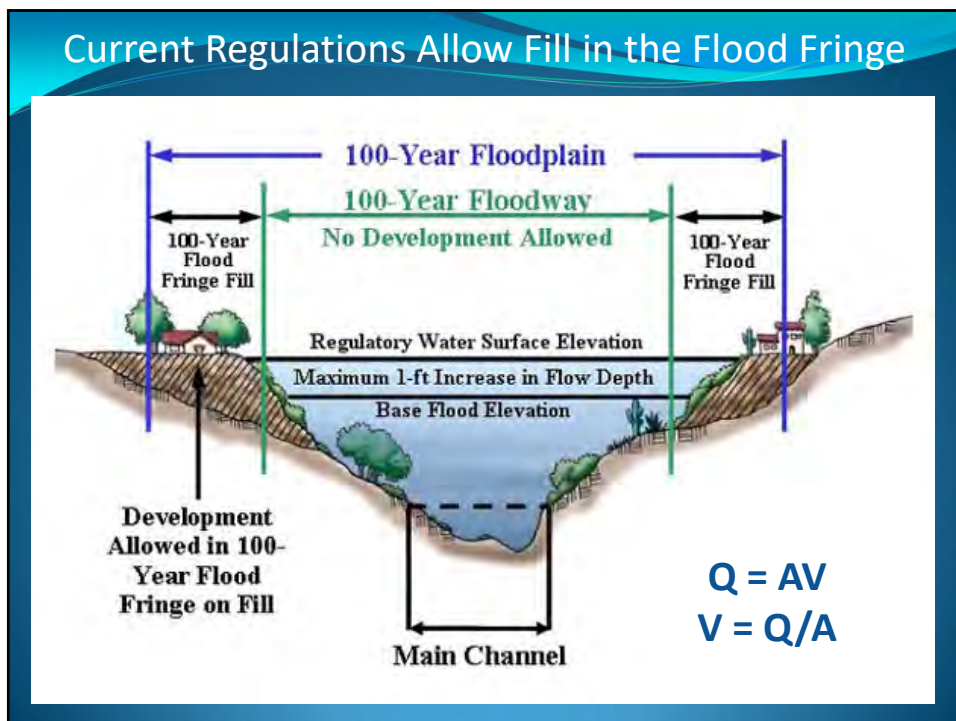 Current Regulations Allow Fill in the Flood Fringe
100-Year Floodplain
100-Year Floodway
No Development Allowed
100-Year
Flood
Fringe Fill
100-Year
Flood
Fringe Fill
Regulatory Water Surface Elevation
Maximum 1-ft Increase in Flow Depth
Base Flood Elevation
Development
Allowed in 100-
Year Flood
Fringe on Fill
Main Channel
Q = AV
V = Q/A